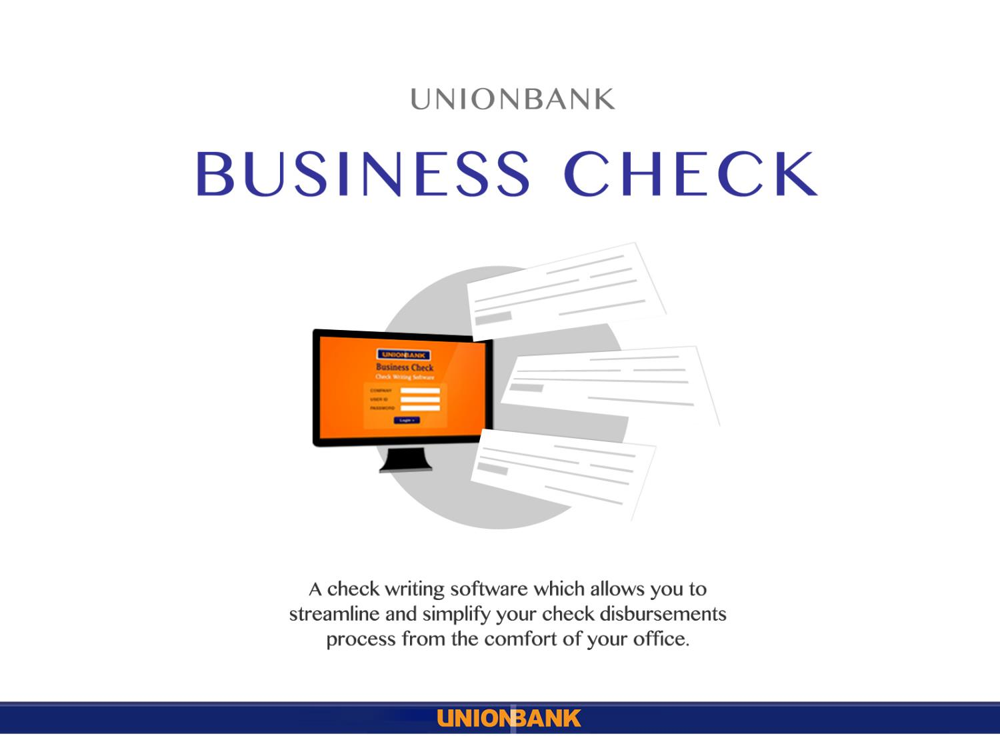 UNIONBANK
BUSINESS CHECK
UNIONBANK
Business Check
Check Writing Software
COMPANY
USER ID
PASSWORD
Login »
A check writing software which allows you to
streamline and simplify your check disbursements
process from the comfort of your office.
UNIONBANK